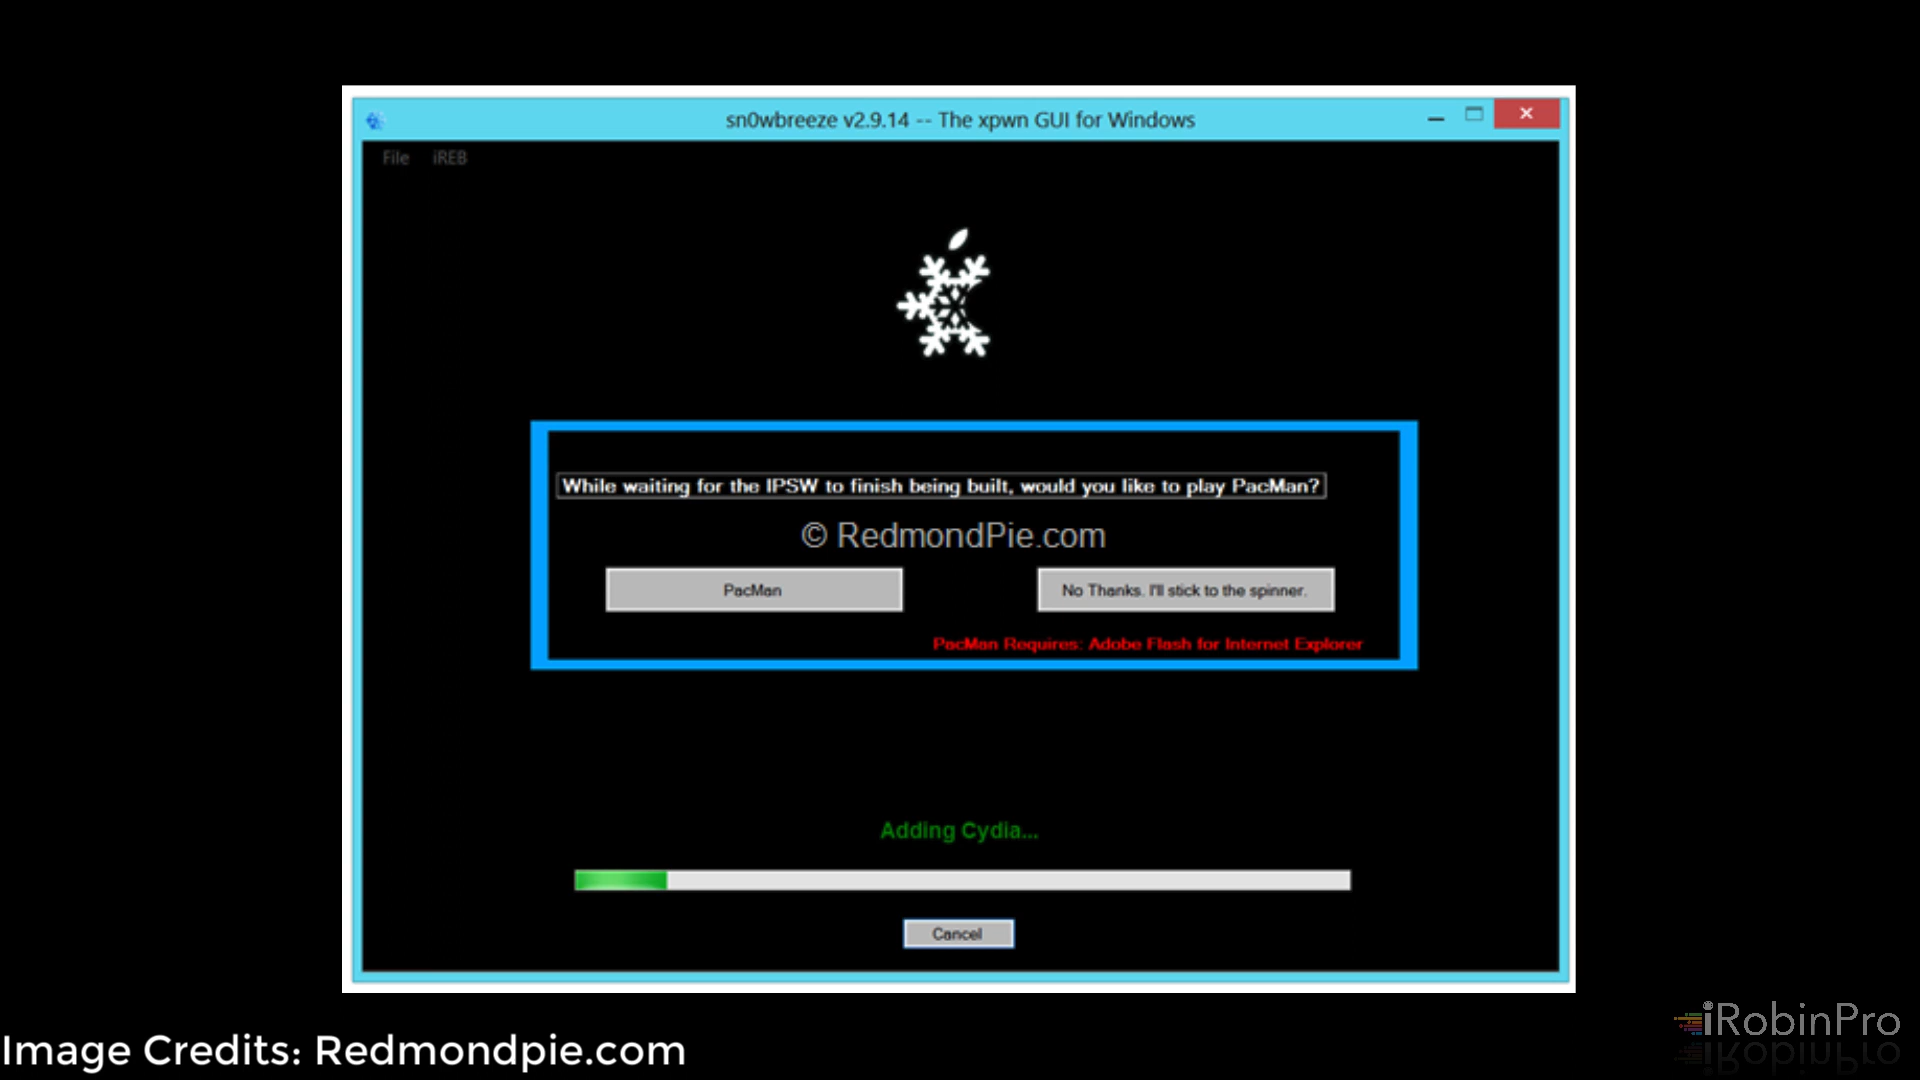 sn0wbreeze v2.9.14 -- The xpwn GUI for Windows
File iREB
While waiting for the IPSW to finish being built, would you like to play PacMan?
© RedmondPie.com
PacMan
No Thanks. I'll stick to the spinner.
PacMan Requires: Adobe Flash for Internet Explorer
Adding Cydia...
Cancel
iRobinPro
Image Credits: Redmondpie.com